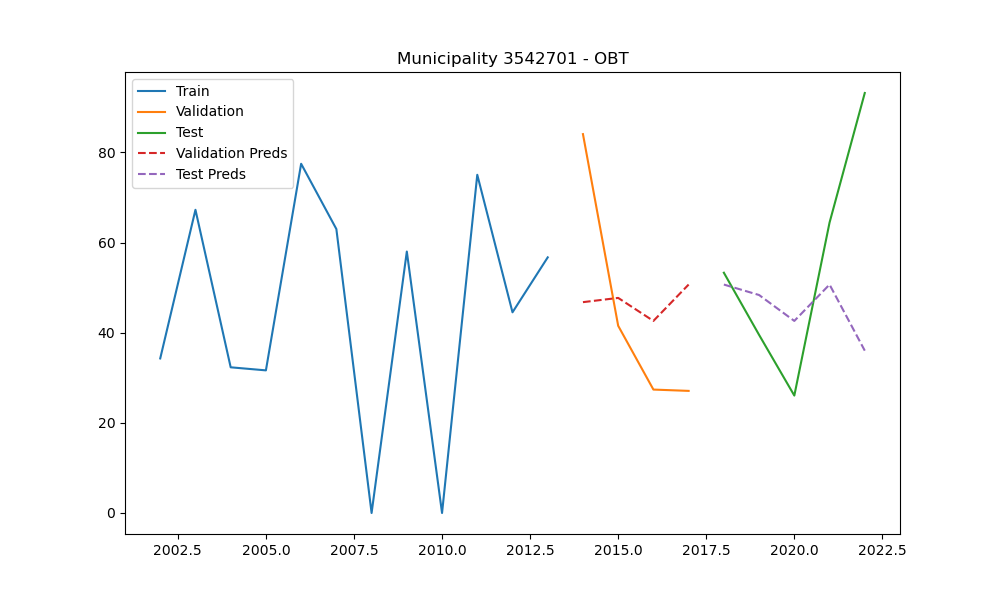 Municipality 3542701 - OBT
Train
Validation
Test
Validation Preds
Test Preds
80
60
40
20
0
2002.5 2005.0 2007.5 2010.0 2012.5 2015.0 2017.5 2020.0 2022.5